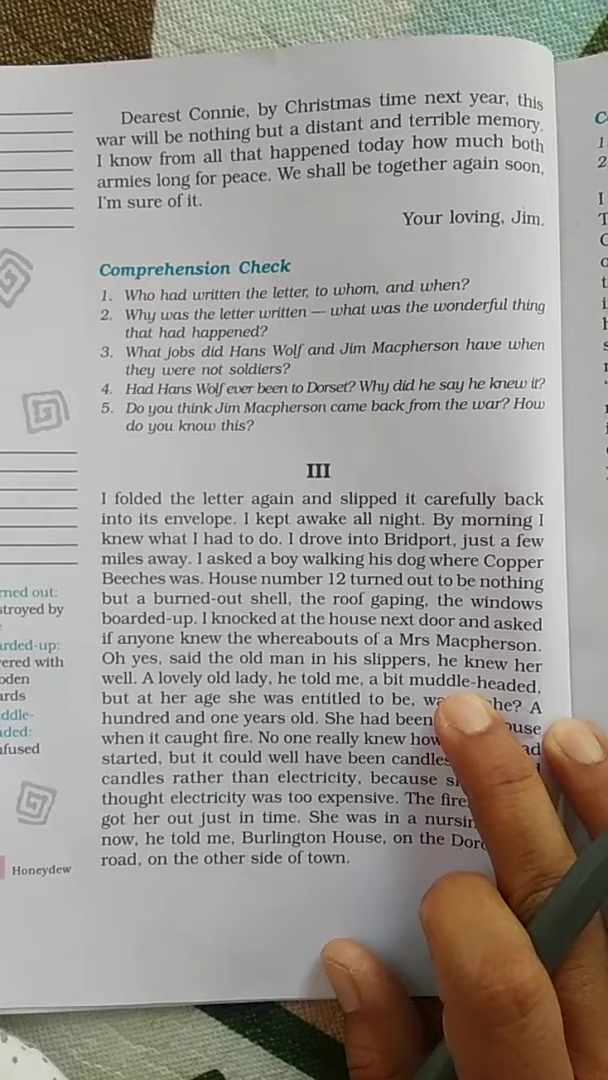 Dearest Connie, by Christmas time next year, this
war will be nothing but a distant and terrible memory.
I know from all that happened today how much both
armies long for peace. We shall be together again soon,
I'm sure of it.
Your loving, Jim.
Comprehension Check
1. Who had written the letter, to whom, and when?
2. Why was the letter written — what was the wonderful thing
that had happened?
3. What jobs did Hans Wolf and Jim Macpherson have when
they were not soldiers?
4. Had Hans Wolf ever been to Dorset? Why did he say he knew it?
5. Do you think Jim Macpherson came back from the war? How
do you know this?
III
I folded the letter again and slipped it carefully back
into its envelope. I kept awake all night. By morning I
knew what I had to do. I drove into Bridport, just a few
miles away. I asked a boy walking his dog where Copper
Beeches was. House number 12 turned out to be nothing
but a burned-out shell, the roof gaping, the windows
boarded-up. I knocked at the house next door and asked
if anyone knew the whereabouts of a Mrs Macpherson.
Oh yes, said the old man in his slippers, he knew her
well. A lovely old lady, he told me, a bit muddle-headed,
but at her age she was entitled to be, she? A
hundred and one years old. She had been
when it caught fire. No one really knew how
started, but it could well have been candles
candles rather than electricity, because
thought electricity was too expensive. The
got her out just in time. She was in a
now, he told me, Burlington House, on the
road, on the other side of town.
rned out:
stroyed by
arded-up:
ered with
oden
ards
ddle-
aded:
nfused
Honeydew
1
2